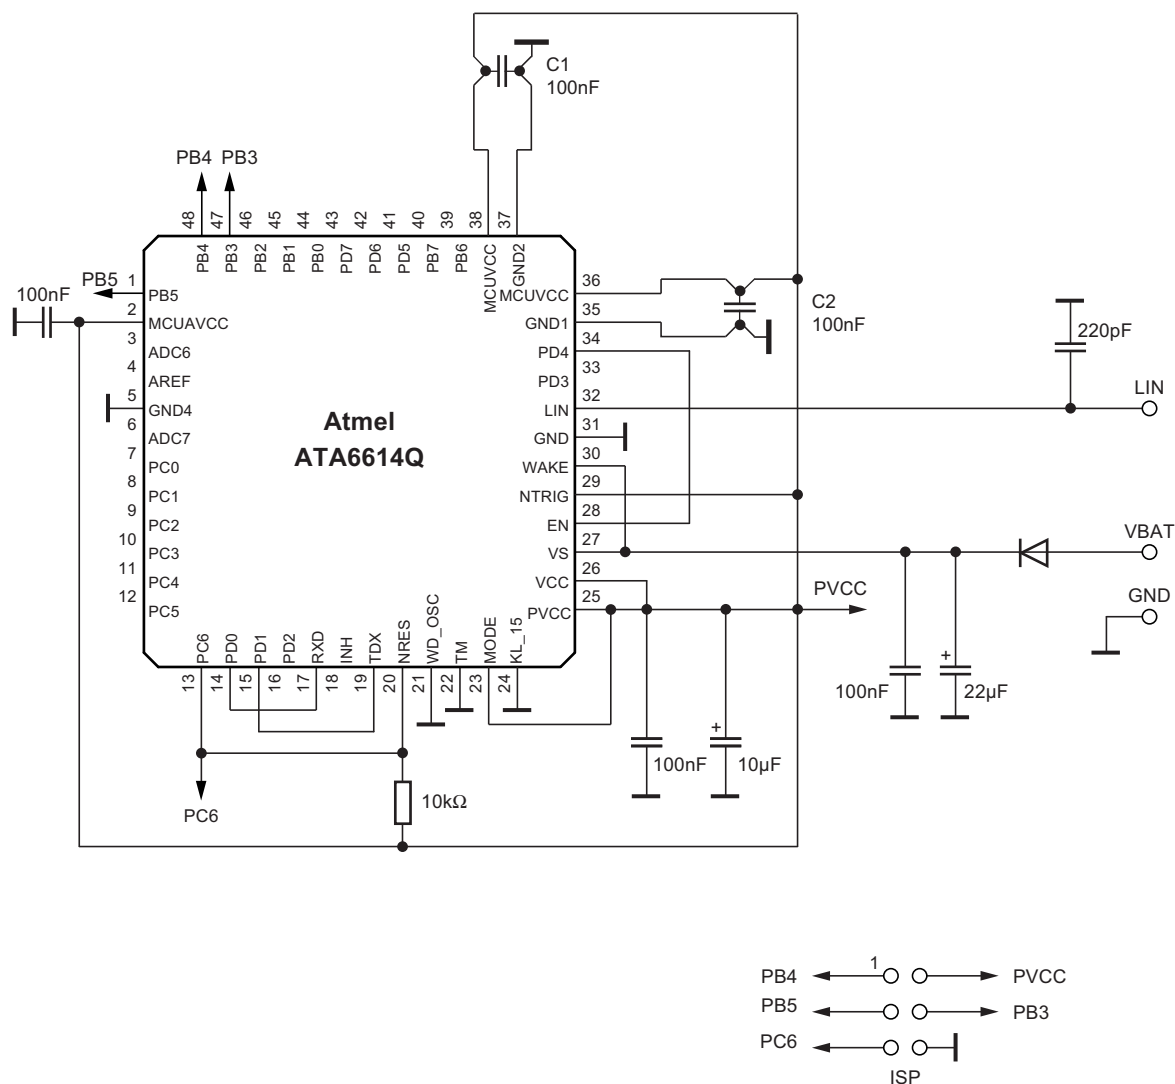 C1
100nF
PB4 PB3
48 47 46 45 44 43 42 41 40 39 38 37
PB4 PB3 PB2 PB1 PB0 PD7 PD6 PD5 PB7 PB6 MCUVCC GND2
PB5
100nF
1 PB5
2 MCUAVCC
3 ADC6
4 AREF
5 GND4
6 ADC7
7 PC0
8 PC1
9 PC2
10 PC3
11 PC4
12 PC5
Atmel
ATA6614Q
MCUVCC 36
GND1 35
PD4 34
PD3 33
LIN 32
GND 31
WAKE 30
NTRIG 29
EN 28
VS 27
VCC 26
PVCC 25
C2
100nF
220pF
LIN
VBAT
GND
PVCC
PC6 PD0 PD1 PD2 RXD INH TDX NRES WD_OSC TM MODE KL_15
13 14 15 16 17 18 19 20 21 22 23 24
100nF
+
22µF
+
100nF
10µF
10kΩ
PC6
PB4 1 PVCC
PB5 PB3
PC6
ISP